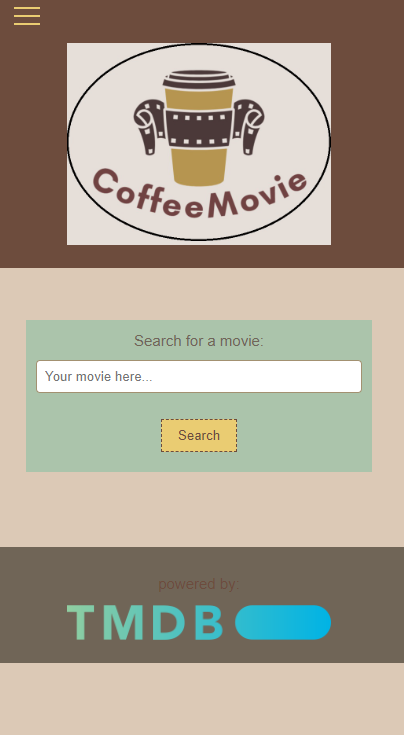 CoffeeMovie
Search for a movie:
Your movie here...
Search
powered by:
TMDB